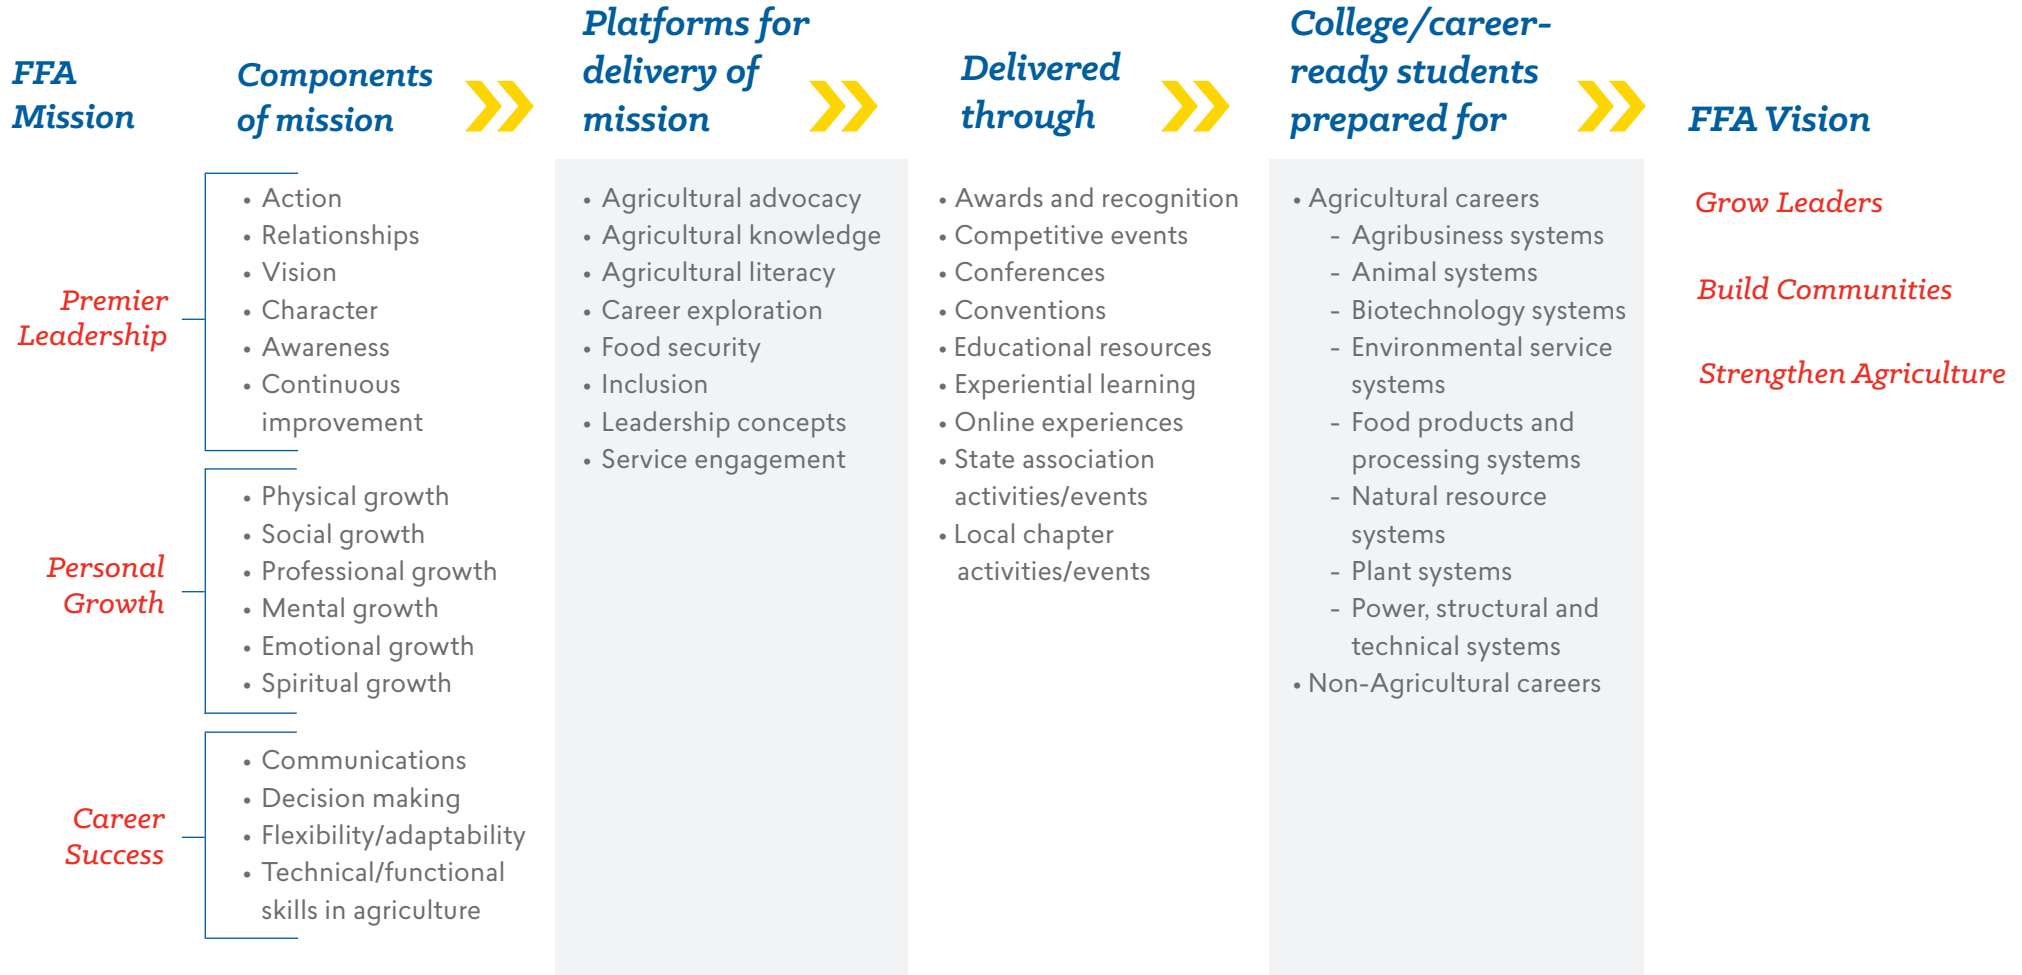 FFA
Mission
Premier
Leadership
Personal
Growth
Career
Success
Components
of mission
• Action
• Relationships
• Vision
• Character
• Awareness
• Continuous
improvement
• Physical growth
• Social growth
• Professional growth
• Mental growth
• Emotional growth
• Spiritual growth
• Communications
• Decision making
• Flexibility/adaptability
• Technical/functional
skills in agriculture
Platforms for
delivery of
mission
• Agricultural advocacy
• Agricultural knowledge
• Agricultural literacy
• Career exploration
• Food security
• Inclusion
• Leadership concepts
• Service engagement
Delivered
through
• Awards and recognition
• Competitive events
• Conferences
• Conventions
• Educational resources
• Experiential learning
• Online experiences
• State association
activities/events
• Local chapter
activities/events
College/career-
ready students
prepared for
• Agricultural careers
- Agribusiness systems
- Animal systems
- Biotechnology systems
- Environmental service
systems
- Food products and
processing systems
- Natural resource
systems
- Plant systems
- Power, structural and
technical systems
• Non-Agricultural careers
FFA Vision
Grow Leaders
Build Communities
Strengthen Agriculture